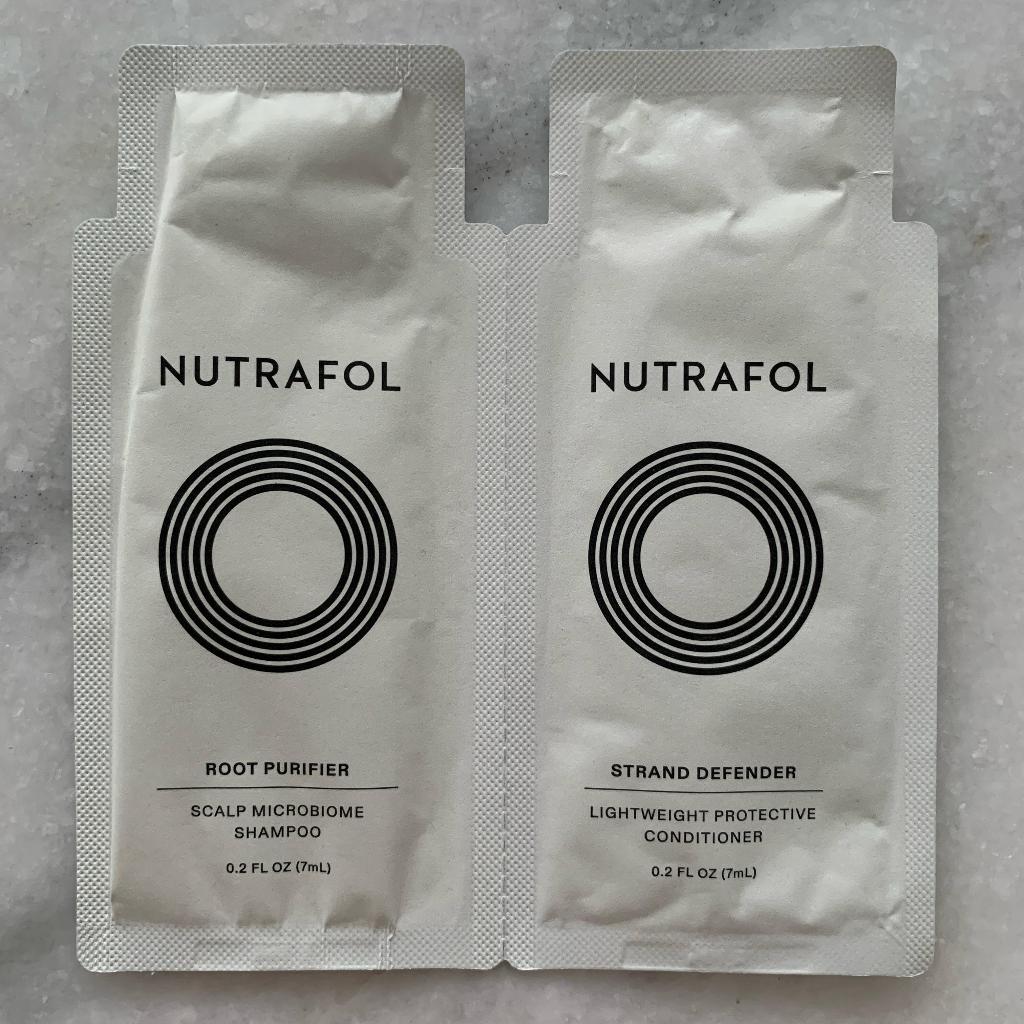 NUTRAFOL
ROOT PURIFIER
SCALP MICROBIOME
SHAMPOO
0.2 FL OZ (7mL)
NUTRAFOL
STRAND DEFENDER
LIGHTWEIGHT PROTECTIVE
CONDITIONER
0.2 FL OZ (7mL)